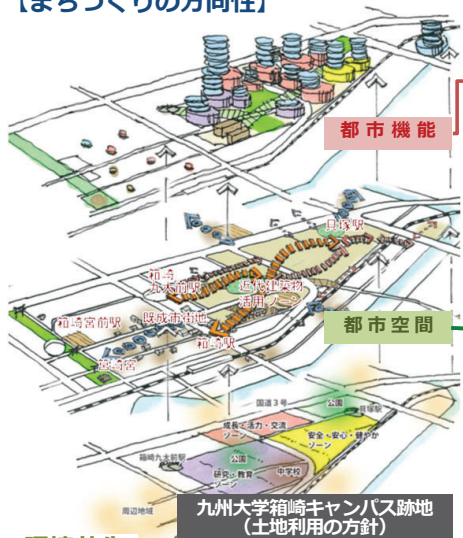 【まちづくりの方向性】
都市機能
貝塚駅
箱崎
九大前駅
近代建築物
活用ゾーン
箱崎宮前駅
既成市街地
箱崎駅
筥崎宮
都市空間
国道3号
公園
貝塚駅
成長・活力・交流
ゾーン
安全・安心・健やか
ゾーン
箱崎九大前駅
公園
研究・教育
ゾーン
中学校
周辺地域
九州大学箱崎キャンパス跡地
(土地利用の方針)